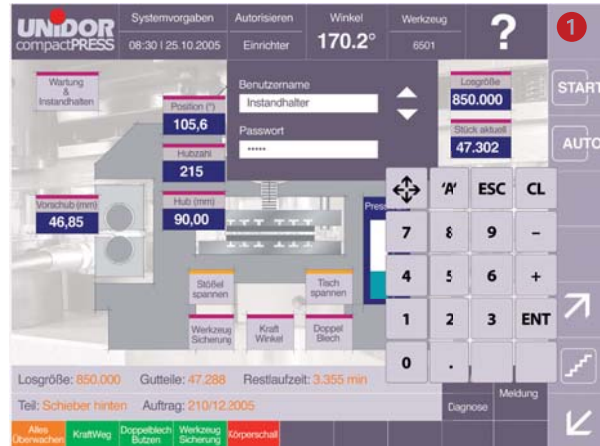 UNIDOR
compactPRESS
Systemvorgaben
08:30 | 25.10.2005
Autorisieren
Einrichter
Winkel
170.2°
Werkzeug
6501
?
1
Wartung
&
Instandhalten
Position (°)
105,6
Hubzahl
215
Vorschub (mm)
46,85
Hub (mm)
90,00
Benutzername
Instandhalter
Passwort
•••••
Losgröße
850.000
Stück aktuell
47.302
START
AUTO
'A' ESC CL
7 8 9 -
4 5 6 +
1 2 3 ENT
0 .
Stößel
spannen
Tisch
spannen
Werkzeug
Sicherung
Kraft
Winkel
Doppel
Blech
Losgröße: 850.000 Gutteile: 47.288 Restlaufzeit: 3.355 min
Teil: Schieber hinten Auftrag: 210/12.2005
Diagnose
Meldung
Alles
Überwachen
KraftWeg
Doppelblech
Butzen
Werkzeug
Sicherung
Körperschall